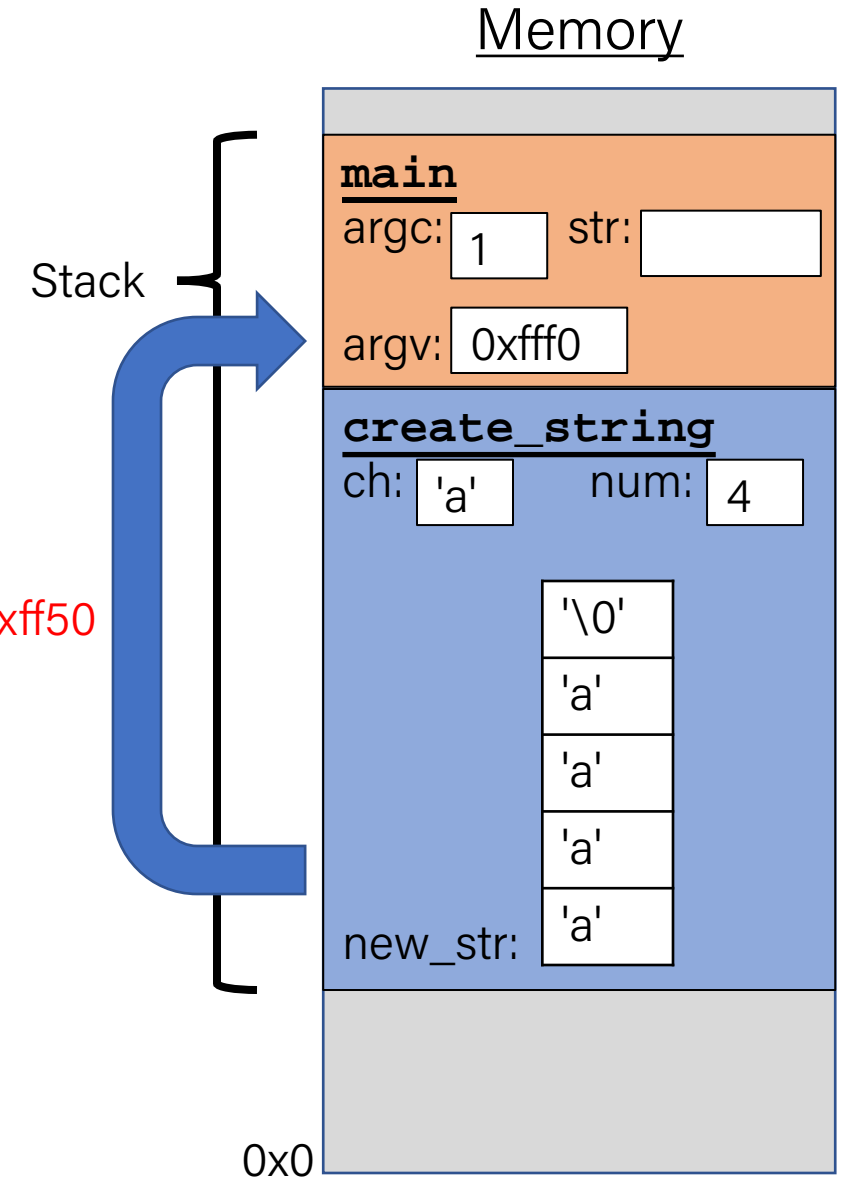 Memory
main
argc: 1 str:
Stack
argv: 0xfff0
create_string
ch: 'a' num: 4
'\0'
xff50
'a'
'a'
'a'
'a'
new_str:
0x0